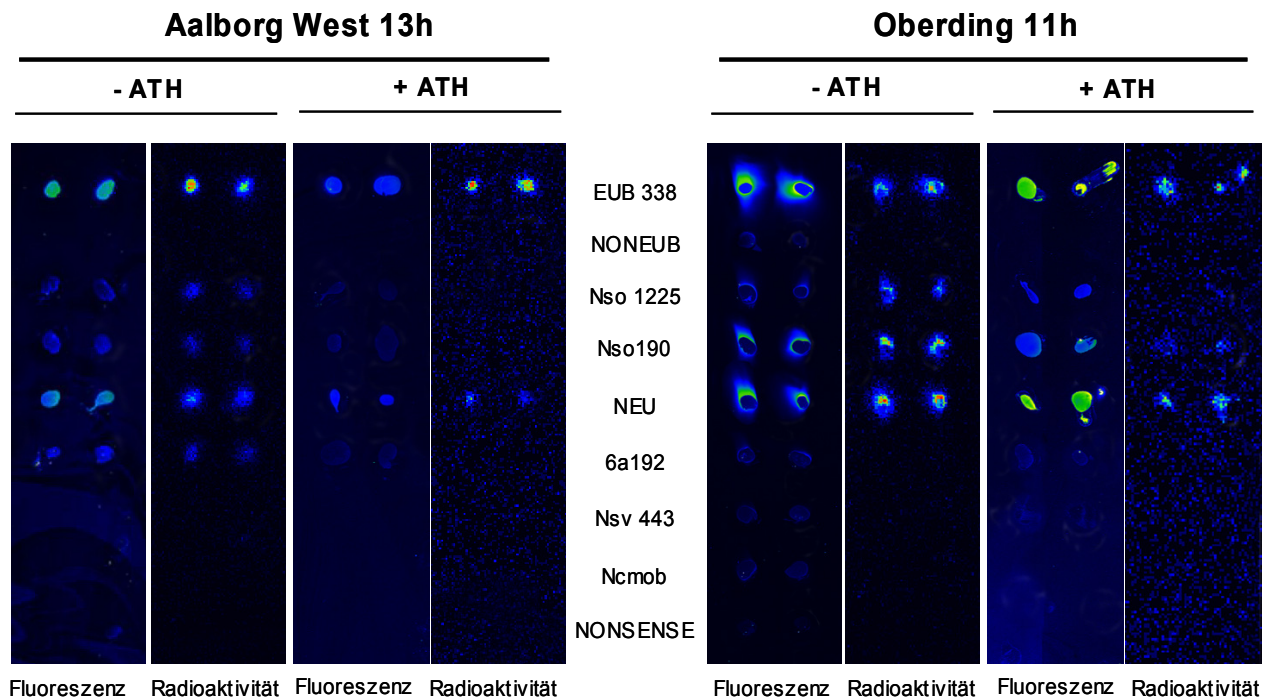 Aalborg West 13h
Oberding 11h
- ATH
+ ATH
- ATH
+ ATH
EUB 338
NONEUB
Nso 1225
Nso190
NEU
6a192
Nsv 443
Ncmob
NONSENSE
Fluoreszenz
Radioaktivität
Fluoreszenz
Radioaktivität
Fluoreszenz
Radioaktivität
Fluoreszenz
Radioaktivität